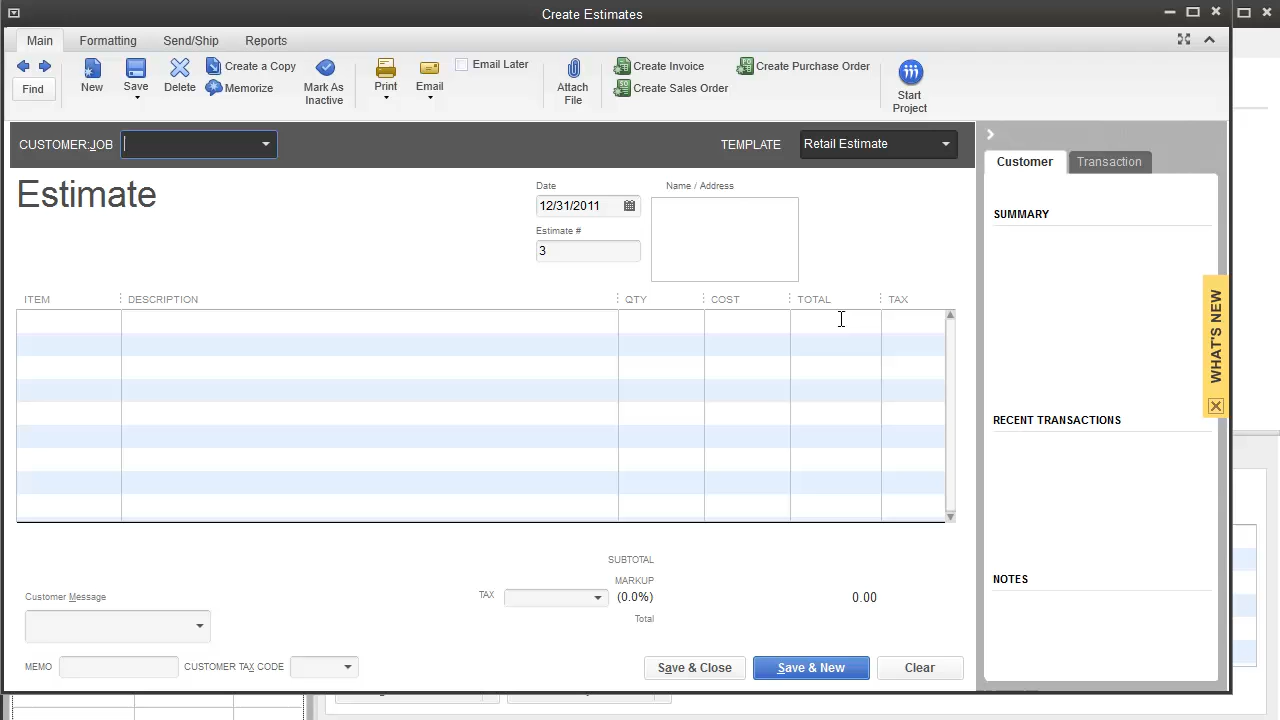 Create Estimates
Main Formatting Send/Ship Reports
Find
New
Save
Delete
Create a Copy
Memorize
Mark As
Inactive
Print
Email
Email Later
Attach
File
Create Invoice
Create Sales Order
Create Purchase Order
Start
Project
CUSTOMER:JOB
TEMPLATE Retail Estimate
Estimate
Date
12/31/2011
Estimate #
3
Name / Address
ITEM DESCRIPTION QTY COST TOTAL TAX
SUBTOTAL
MARKUP
TAX (0.0%) 0.00
Total
Customer Message
MEMO CUSTOMER TAX CODE
Save & Close Save & New Clear
Customer Transaction
SUMMARY
RECENT TRANSACTIONS
NOTES
WHAT'S NEW